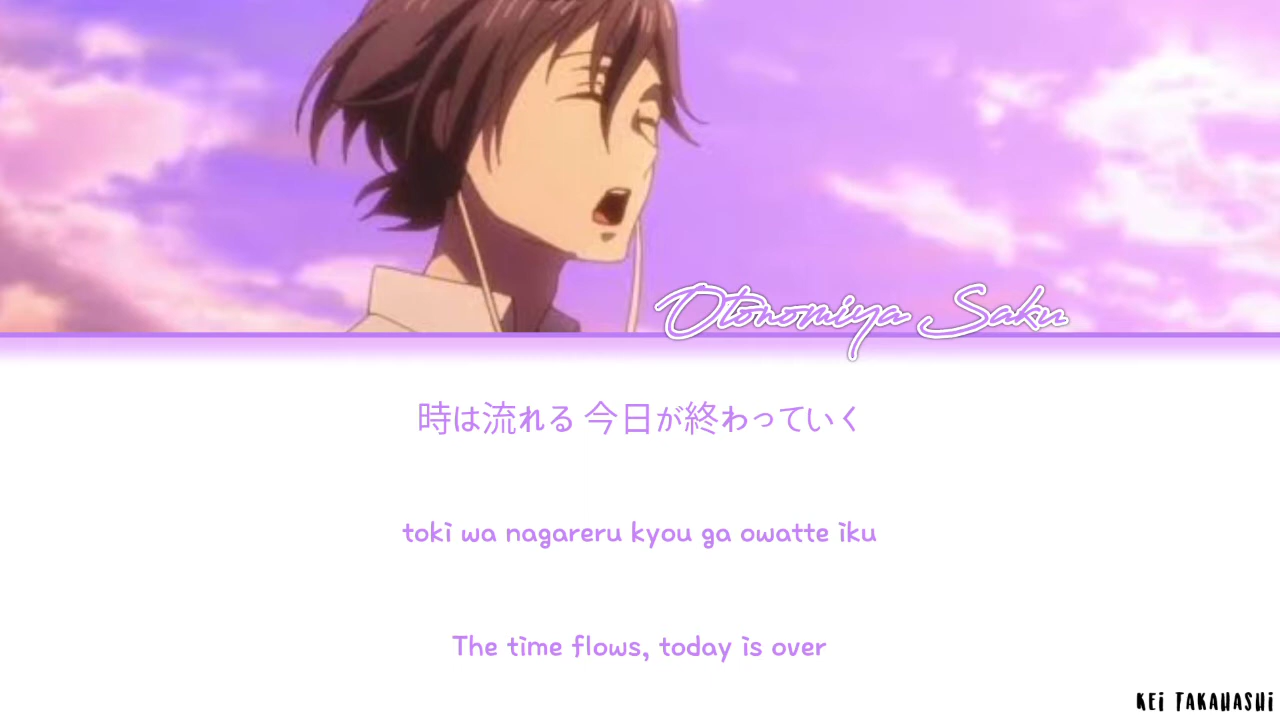 Otonomiya Saku
時は流れる 今日が終わっていく
toki wa nagareru kyou ga owatte iku
The time flows, today is over
KEi TAKAHASHi